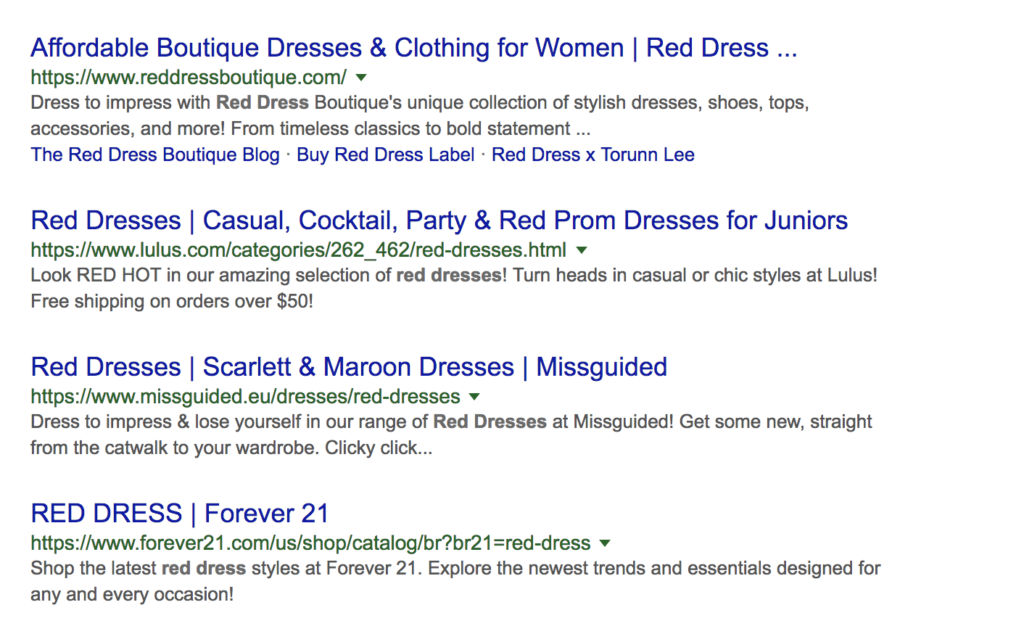 Affordable Boutique Dresses & Clothing for Women | Red Dress ...
https://www.reddressboutique.com/
Dress to impress with Red Dress Boutique's unique collection of stylish dresses, shoes, tops,
accessories, and more! From timeless classics to bold statement ...
The Red Dress Boutique Blog · Buy Red Dress Label · Red Dress x Torunn Lee
Red Dresses | Casual, Cocktail, Party & Red Prom Dresses for Juniors
https://www.lulus.com/categories/262_462/red-dresses.html
Look RED HOT in our amazing selection of red dresses! Turn heads in casual or chic styles at Lulus!
Free shipping on orders over $50!
Red Dresses | Scarlett & Maroon Dresses | Missguided
https://www.missguided.eu/dresses/red-dresses
Dress to impress & lose yourself in our range of Red Dresses at Missguided! Get some new, straight
from the catwalk to your wardrobe. Clicky click...
RED DRESS | Forever 21
https://www.forever21.com/us/shop/catalog/br?br21=red-dress
Shop the latest red dress styles at Forever 21. Explore the newest trends and essentials designed for
any and every occasion!